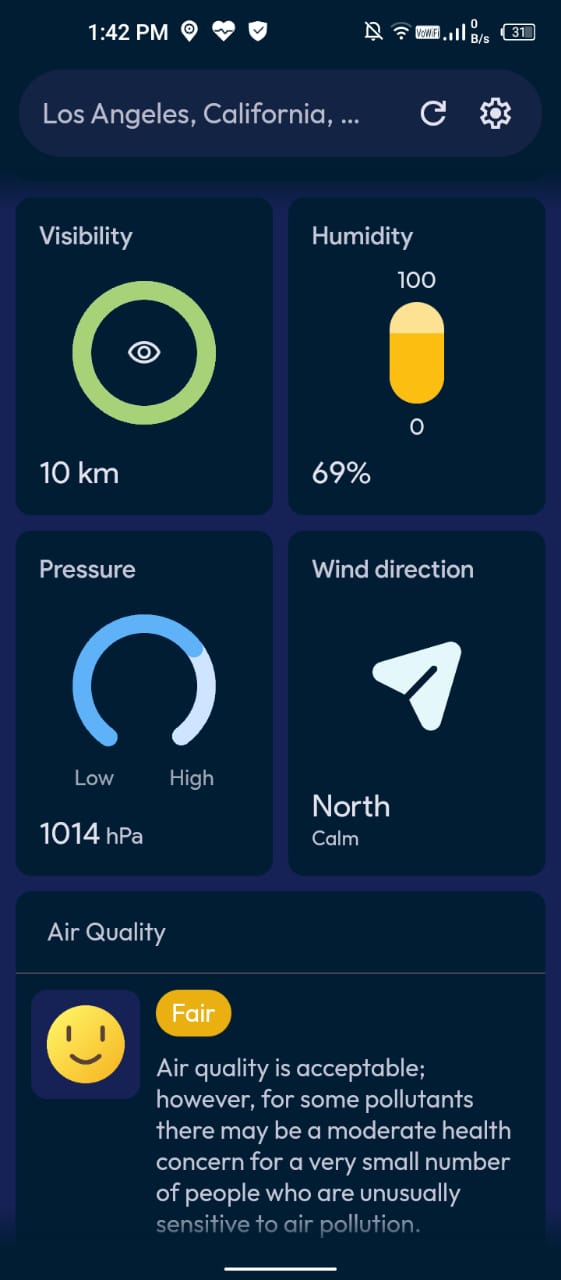 1:42 PM VoWiFi 0 B/s 31
Los Angeles, California, ...
Visibility
10 km
Humidity
100
0
69%
Pressure
Low High
1014 hPa
Wind direction
North
Calm
Air Quality
Fair
Air quality is acceptable;
however, for some pollutants
there may be a moderate health
concern for a very small number
of people who are unusually
sensitive to air pollution.